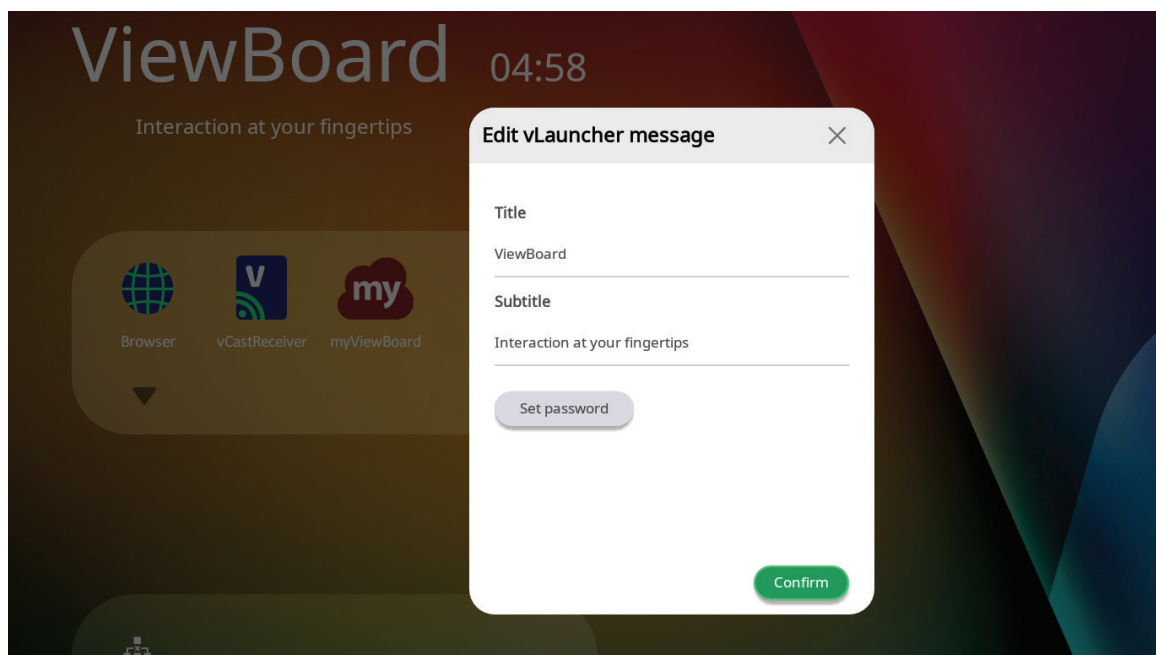 ViewBoard 04:58
Interaction at your fingertips
Edit vLauncher message
Title
ViewBoard
Subtitle
Interaction at your fingertips
Set password
Confirm
V
my
Browser vCastReceiver myViewBoard